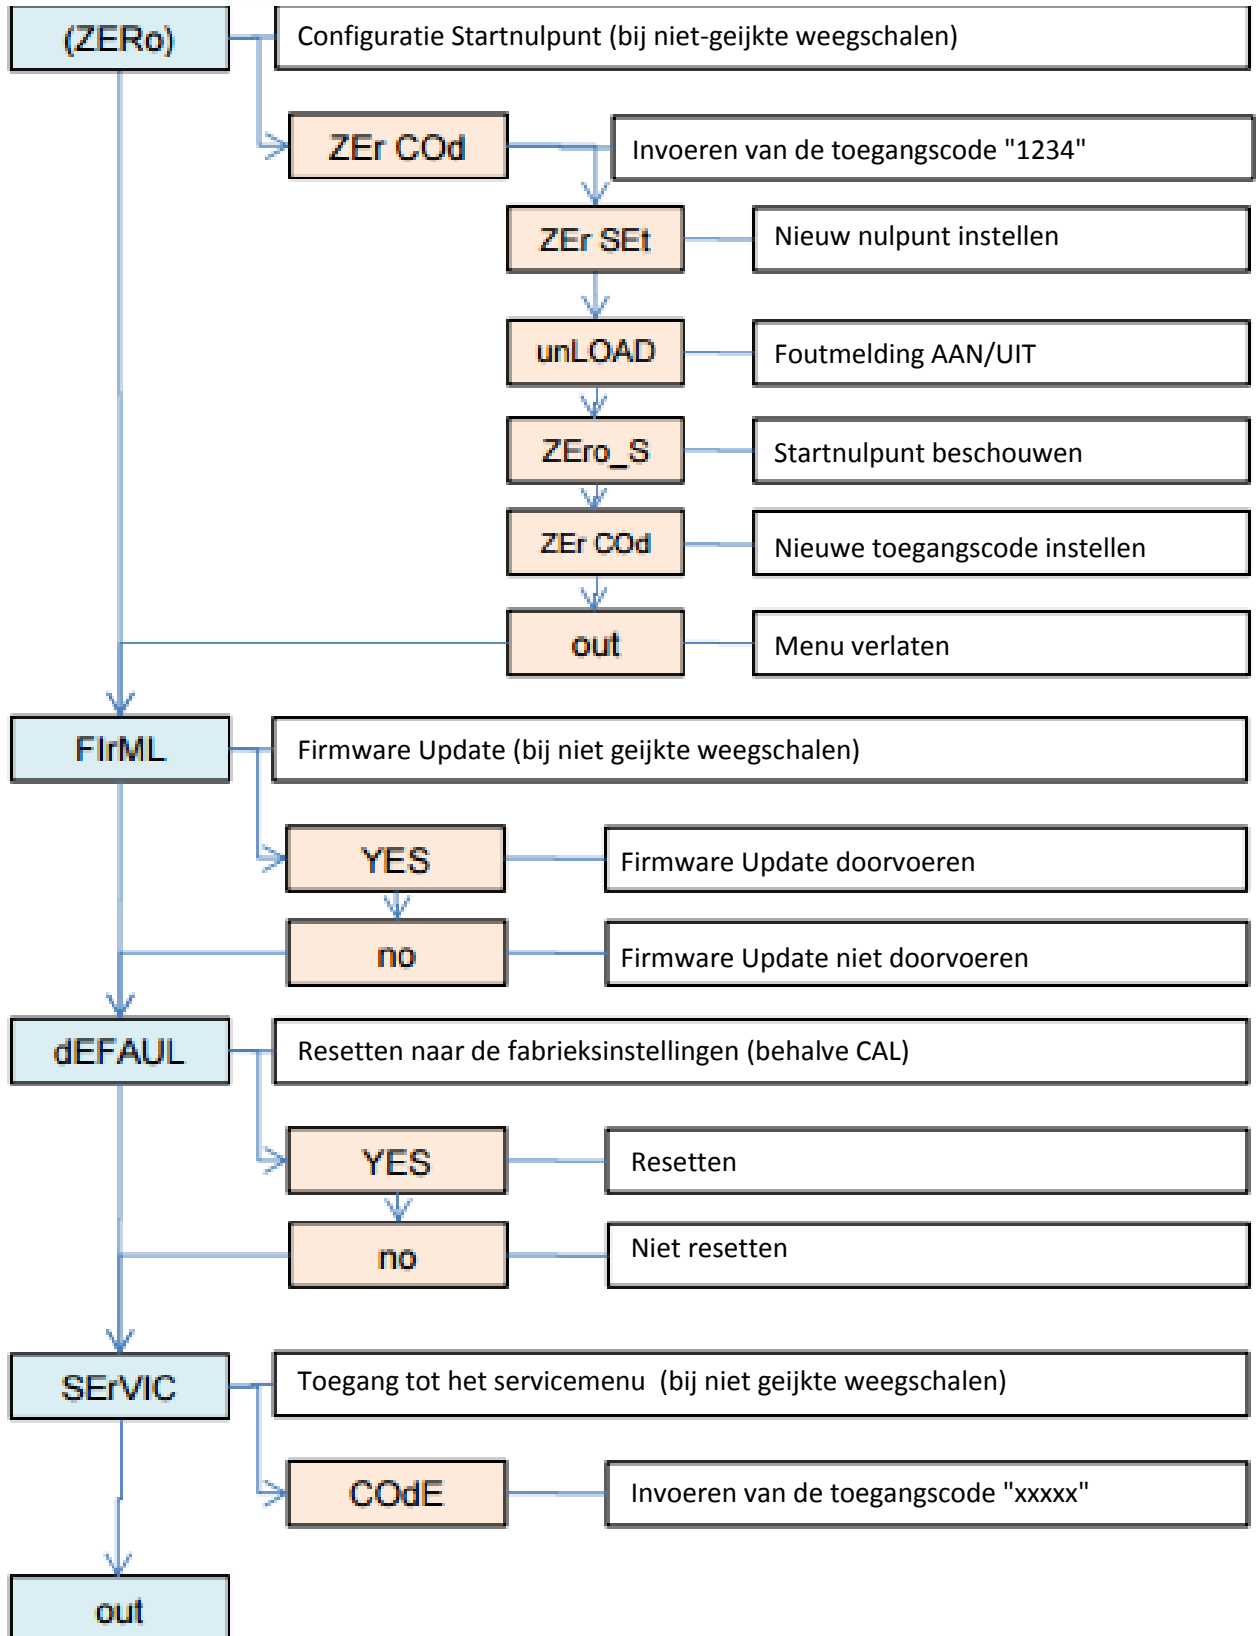 (ZERo)
Configuratie Startnulpunt (bij niet-geijkte weegschalen)
ZEr COd
Invoeren van de toegangscode "1234"
ZEr SEt
Nieuw nulpunt instellen
unLOAD
Foutmelding AAN/UIT
ZEro_S
Startnulpunt beschouwen
ZEr COd
Nieuwe toegangscode instellen
out
Menu verlaten
FIrML
Firmware Update (bij niet geijkte weegschalen)
YES
Firmware Update doorvoeren
no
Firmware Update niet doorvoeren
dEFAUL
Resetten naar de fabrieksinstellingen (behalve CAL)
YES
Resetten
no
Niet resetten
SErVIC
Toegang tot het servicemenu  (bij niet geijkte weegschalen)
COdE
Invoeren van de toegangscode "xxxxx"
out